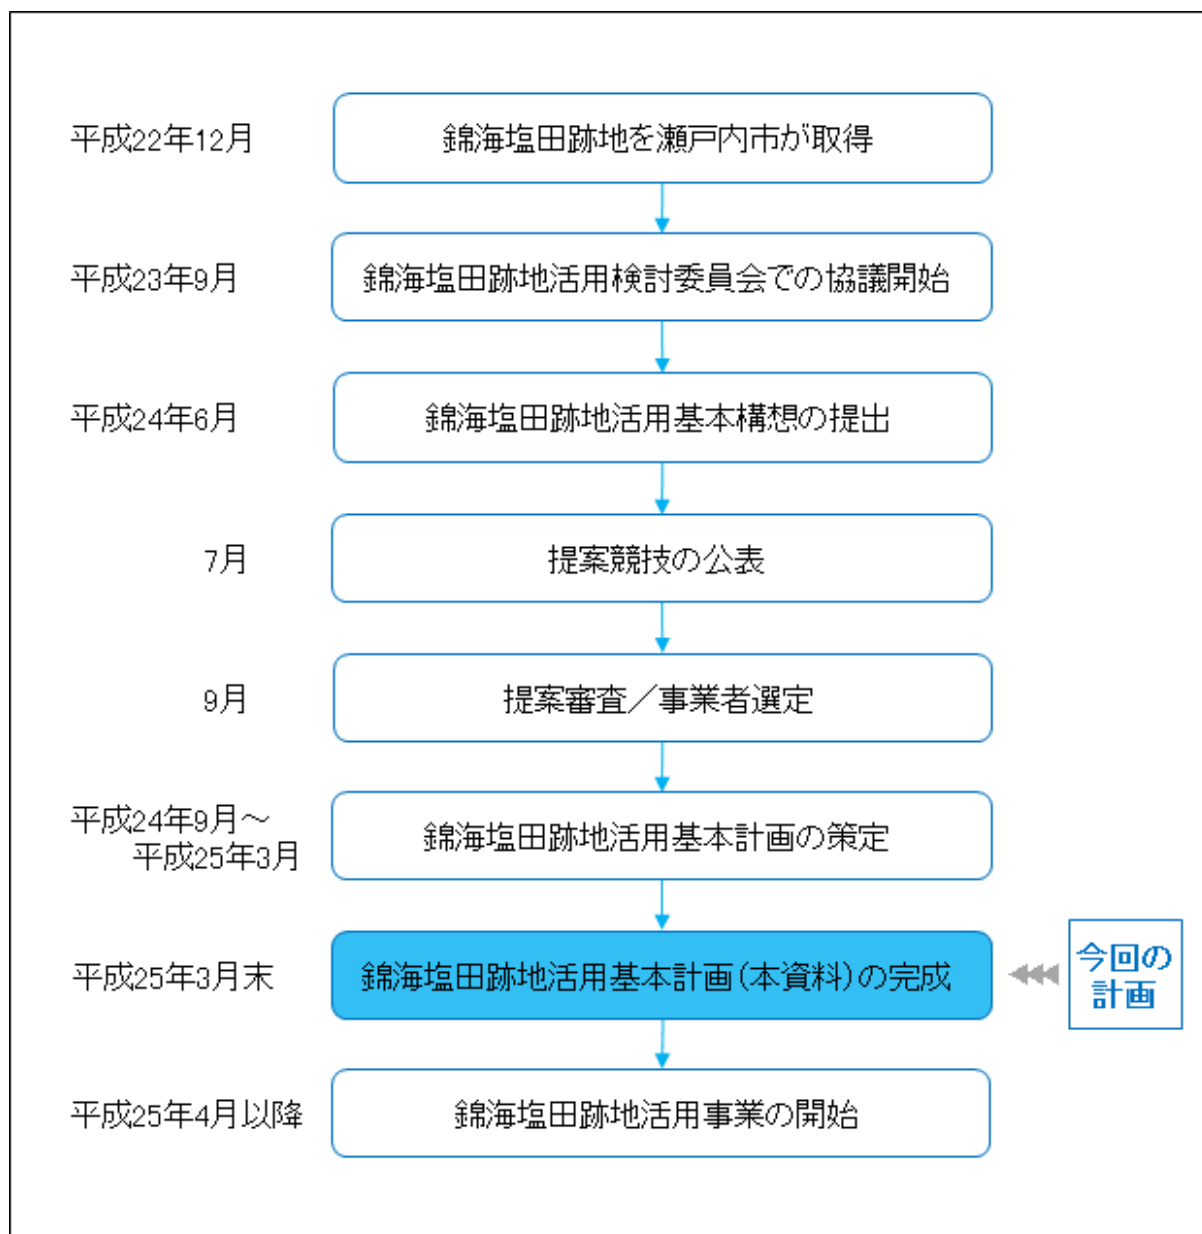 平成22年12月
錦海塩田跡地を瀬戸内市が取得
平成23年9月
錦海塩田跡地活用検討委員会での協議開始
平成24年6月
錦海塩田跡地活用基本構想の提出
7月
提案競技の公表
9月
提案審査／事業者選定
平成24年9月～
平成25年3月
錦海塩田跡地活用基本計画の策定
平成25年3月末
錦海塩田跡地活用基本計画(本資料)の完成
今回の
計画
平成25年4月以降
錦海塩田跡地活用事業の開始